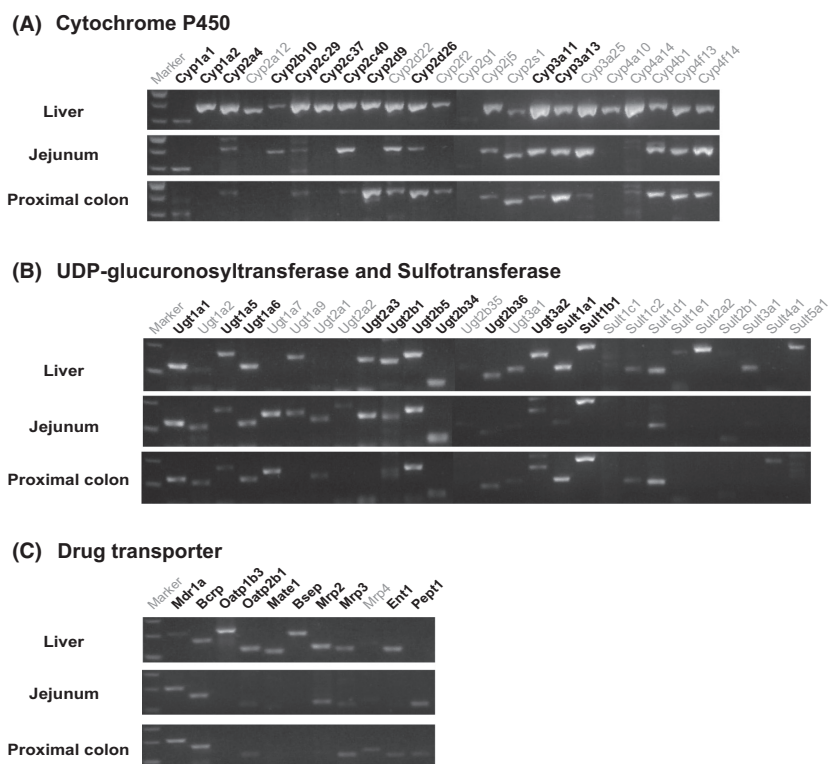 (A) Cytochrome P450
Marker
Cyp1a1
Cyp1a2
Cyp2a4
Cyp2a12
Cyp2b10
Cyp2c29
Cyp2c37
Cyp2c40
Cyp2d9
Cyp2d22
Cyp2d26
Cyp2f2
Cyp2g1
Cyp2j5
Cyp2s1
Cyp3a11
Cyp3a13
Cyp3a25
Cyp4a10
Cyp4a14
Cyp4b1
Cyp4f13
Cyp4f14
Liver
Jejunum
Proximal colon
(B) UDP-glucuronosyltransferase and Sulfotransferase
Marker
Ugt1a1
Ugt1a2
Ugt1a5
Ugt1a6
Ugt1a7
Ugt1a9
Ugt2a1
Ugt2a2
Ugt2a3
Ugt2b1
Ugt2b5
Ugt2b34
Ugt2b35
Ugt2b36
Ugt3a1
Ugt3a2
Sult1a1
Sult1b1
Sult1c1
Sult1c2
Sult1d1
Sult1e1
Sult2a2
Sult2b1
Sult3a1
Sult4a1
Sult5a1
Liver
Jejunum
Proximal colon
(C) Drug transporter
Marker
Mdr1a
Bcrp
Oatp1b3
Oatp2b1
Mate1
Bsep
Mrp2
Mrp3
Mrp4
Ent1
Pept1
Liver
Jejunum
Proximal colon